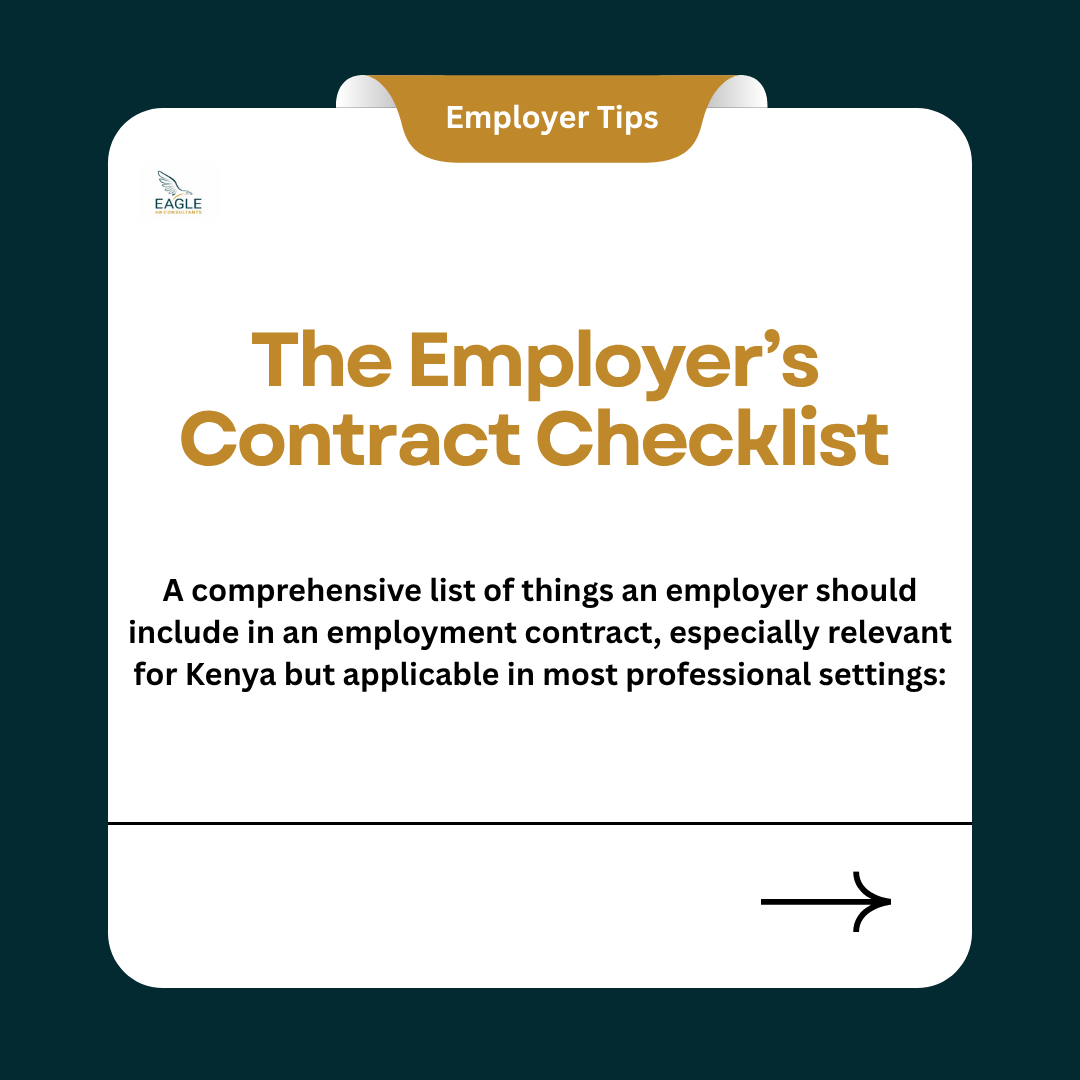 Employer Tips
EAGLE
HR CONSULTANTS
The Employer’s
Contract Checklist
A comprehensive list of things an employer should
include in an employment contract, especially relevant
for Kenya but applicable in most professional settings: